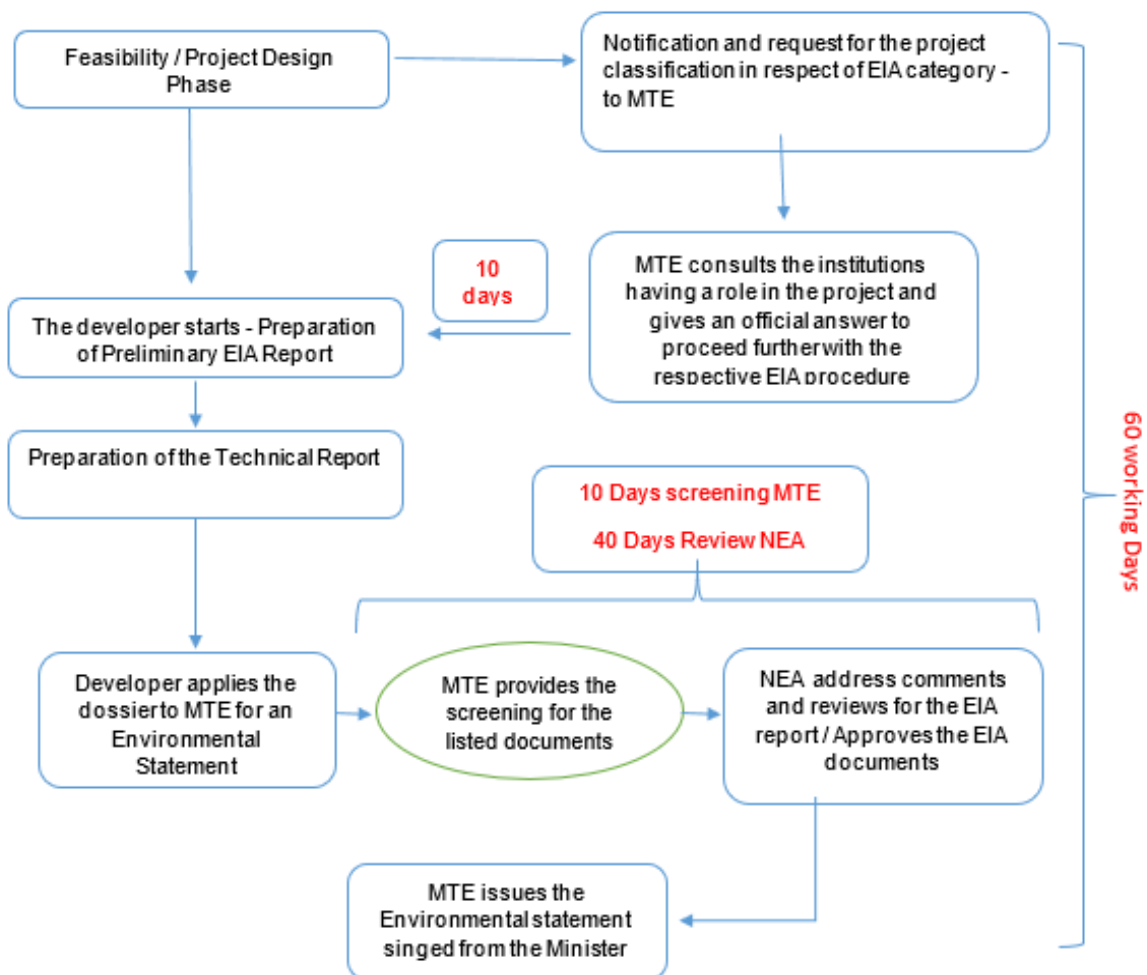 Feasibility / Project Design
Phase
Notification and request for the project
classification in respect of EIA category -
to MTE
MTE consults the institutions
having a role in the project and
gives an official answer to
proceed further with the
respective EIA procedure
10
days
The developer starts - Preparation
of Preliminary EIA Report
Preparation of the Technical Report
10 Days screening MTE
40 Days Review NEA
60 working Days
Developer applies the
dossier to MTE for an
Environmental
Statement
MTE provides the
screening for the
listed documents
NEA address comments
and reviews for the EIA
report / Approves the EIA
documents
MTE issues the
Environmental statement
singed from the Minister